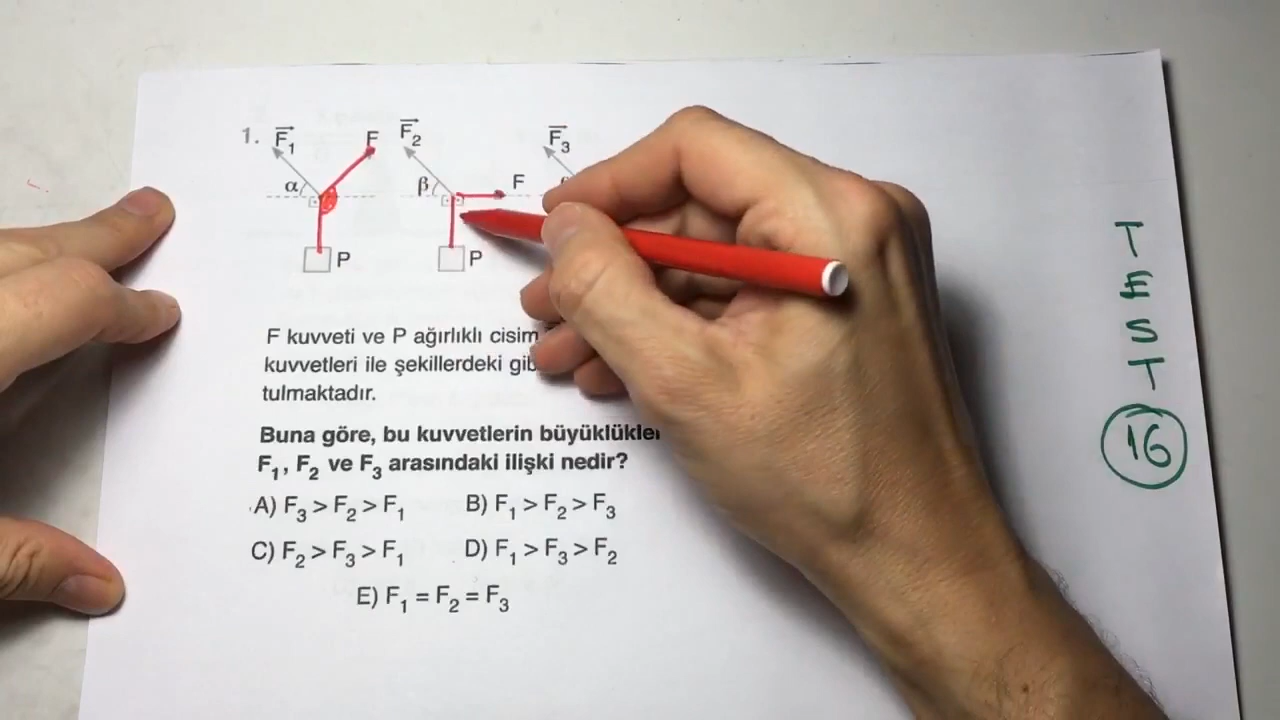 1. F₁ F F₂ F₃
α β F
P P
F kuvveti ve P ağırlıklı cisim
kuvvetleri ile şekillerdeki
tulmaktadır.
Buna göre, bu kuvvetlerin
F₁, F₂ ve F₃ arasındaki ilişki nedir?
A) F₃ > F₂ > F₁ B) F₁ > F₂ > F₃
C) F₂ > F₃ > F₁ D) F₁ > F₃ > F₂
E) F₁ = F₂ = F₃
TEST
16